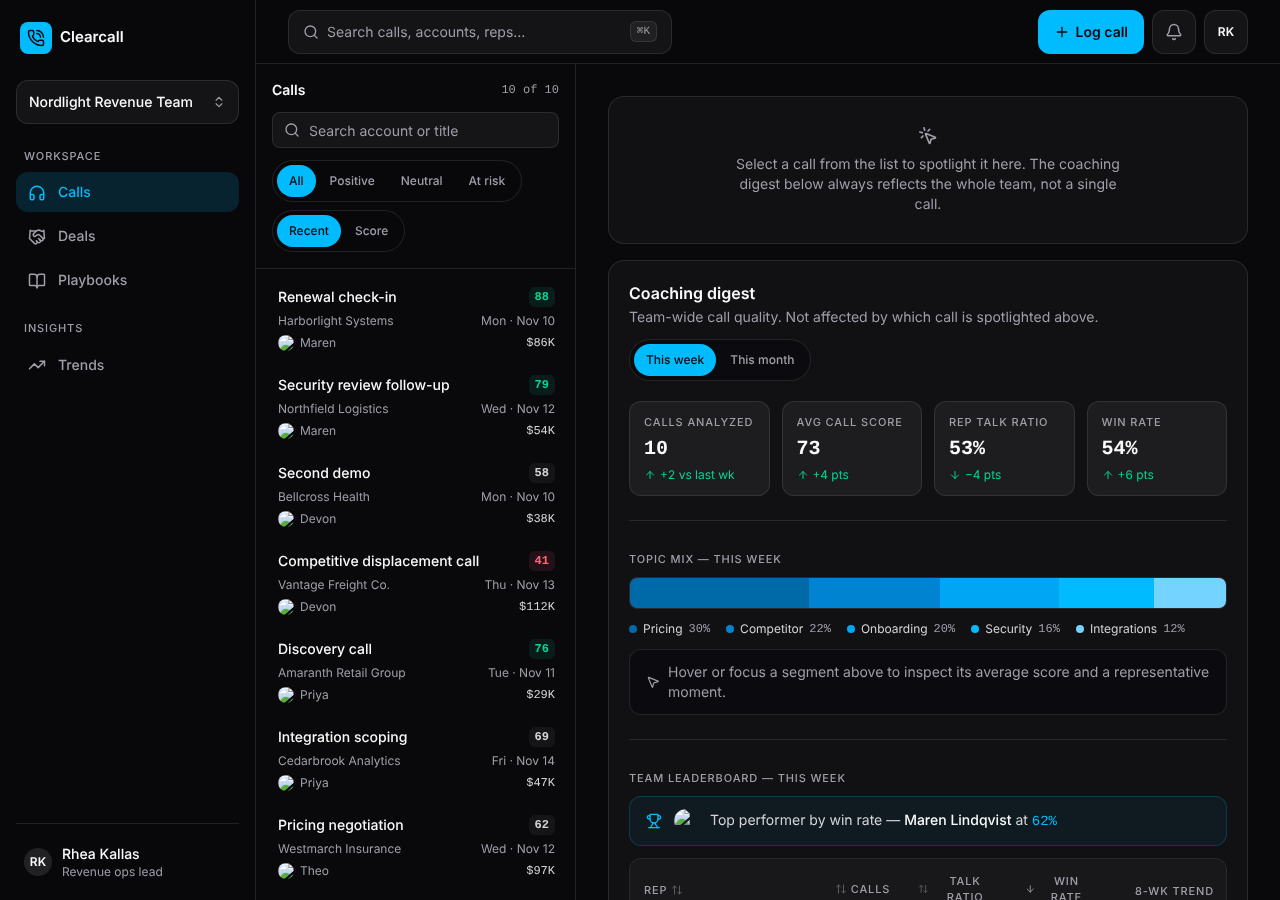 Clearcall
Search calls, accounts, reps...
⌘K
+ Log call
RK
Nordlight Revenue Team
WORKSPACE
Calls
Deals
Playbooks
INSIGHTS
Trends
RK
Rhea Kallas
Revenue ops lead
Calls
10 of 10
Search account or title
All
Positive
Neutral
At risk
Recent
Score
Renewal check-in
88
Harborlight Systems
Mon · Nov 10
Maren
$86K
Security review follow-up
79
Northfield Logistics
Wed · Nov 12
Maren
$54K
Second demo
58
Bellcross Health
Mon · Nov 10
Devon
$38K
Competitive displacement call
41
Vantage Freight Co.
Thu · Nov 13
Devon
$112K
Discovery call
76
Amaranth Retail Group
Tue · Nov 11
Priya
$29K
Integration scoping
69
Cedarbrook Analytics
Fri · Nov 14
Priya
$47K
Pricing negotiation
62
Westmarch Insurance
Wed · Nov 12
Theo
$97K
Select a call from the list to spotlight it here. The coaching
digest below always reflects the whole team, not a single
call.
Coaching digest
Team-wide call quality. Not affected by which call is spotlighted above.
This week
This month
CALLS ANALYZED
10
↑ +2 vs last wk
AVG CALL SCORE
73
↑ +4 pts
REP TALK RATIO
53%
↓ −4 pts
WIN RATE
54%
↑ +6 pts
TOPIC MIX — THIS WEEK
Pricing 30%
Competitor 22%
Onboarding 20%
Security 16%
Integrations 12%
Hover or focus a segment above to inspect its average score and a representative
moment.
TEAM LEADERBOARD — THIS WEEK
Top performer by win rate — Maren Lindqvist at 62%
REP
CALLS
TALK
RATIO
WIN
RATE
8-WK TREND